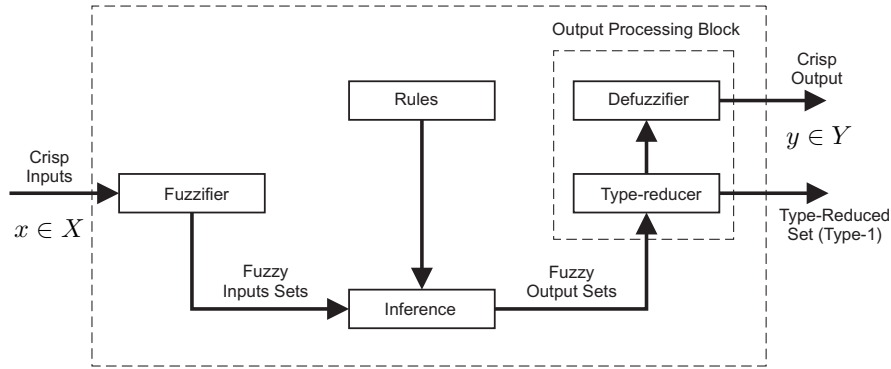 Output Processing Block
Crisp
Output
Rules
Defuzzifier
y ∈ Y
Crisp
Inputs
Fuzzifier
Type-reducer
x ∈ X
Type-Reduced
Set (Type-1)
Fuzzy
Inputs Sets
Fuzzy
Output Sets
Inference